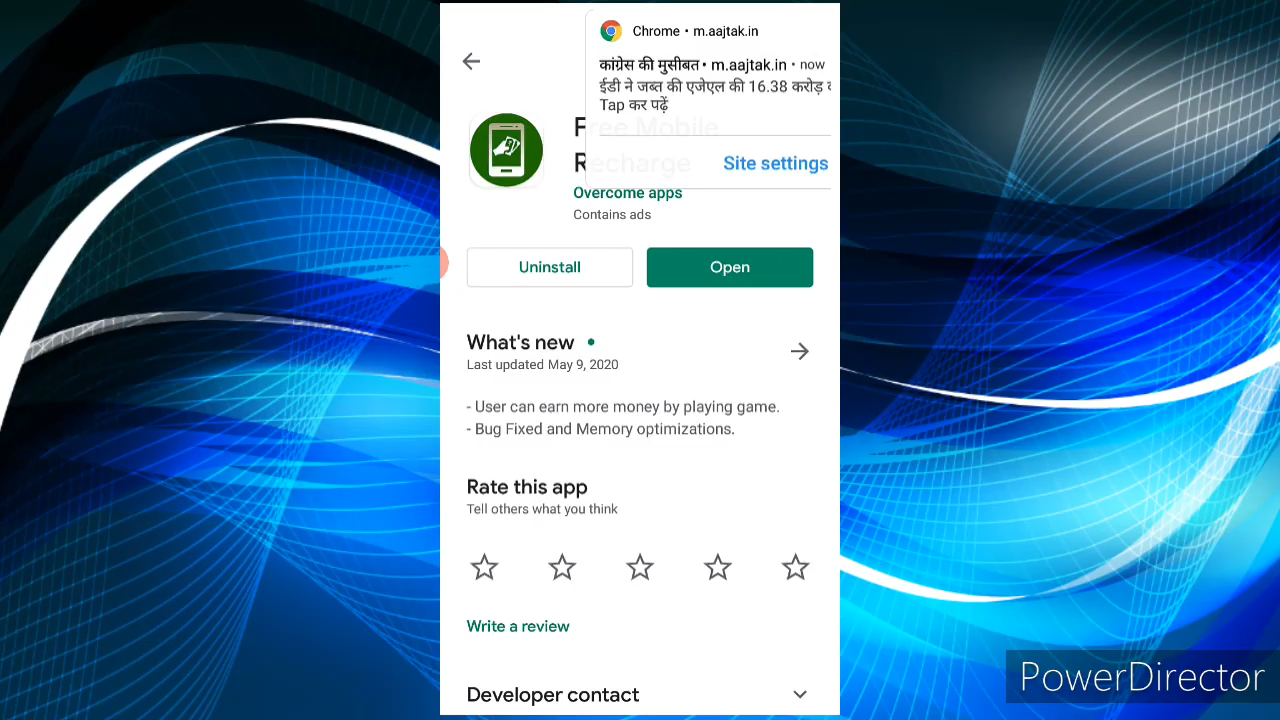 Chrome • m.aajtak.in
कांग्रेस की मुसीबत • m.aajtak.in • now
ईडी ने जब्त की एजेएल की 16.38 करोड़
Tap कर पढ़ें
Free Mobile
Recharge
Site settings
Overcome apps
Contains ads
Uninstall
Open
What's new
Last updated May 9, 2020
- User can earn more money by playing game.
- Bug Fixed and Memory optimizations.
Rate this app
Tell others what you think
Write a review
Developer contact
PowerDirector